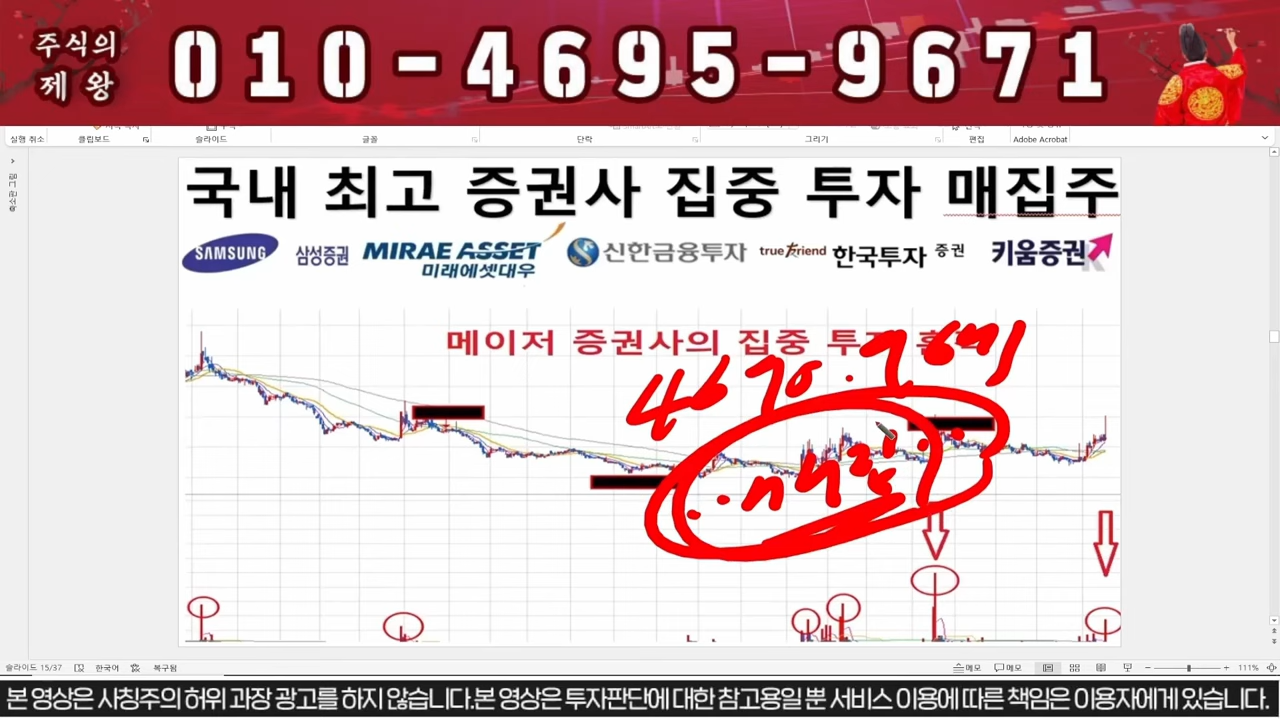 주식의
제 왕
010-4695-9671
실행 취소 클립보드 슬라이드 글꼴 단락 그리기 편집 Adobe Acrobat
국내 최고 증권사 집중 투자 매집주
SAMSUNG 삼성증권 MIRAE ASSET 미래에셋대우 신한금융투자 true friend 한국투자 증권 키움증권
메이저 증권사의 집중 투자
매집
슬라이드 15/37 한국어 복구됨 메모 메모 111%
본 영상은 사칭주의 허위 과장 광고를 하지 않습니다.본 영상은 투자판단에 대한 참고용일 뿐 서비스 이용에 따른 책임은 이용자에게 있습니다.